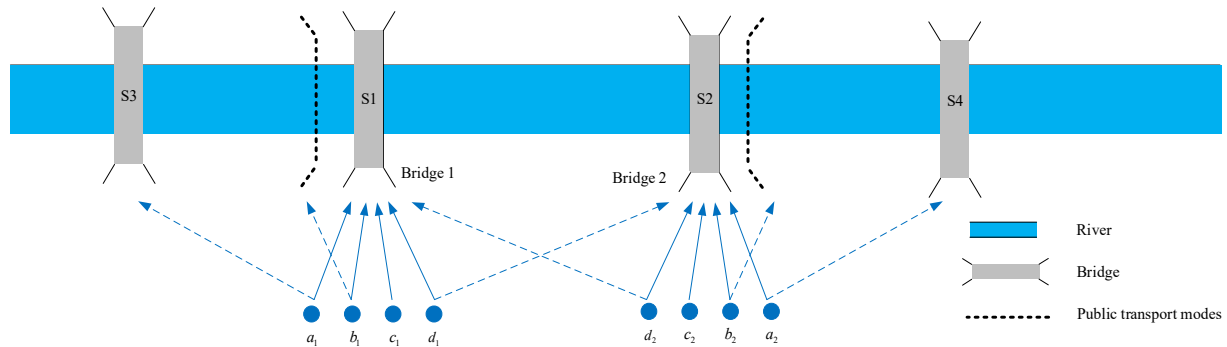 S3
S1
S2
S4
Bridge 1
Bridge 2
River
Bridge
Public transport modes
a₁
b₁
c₁
d₁
d₂
c₂
b₂
a₂